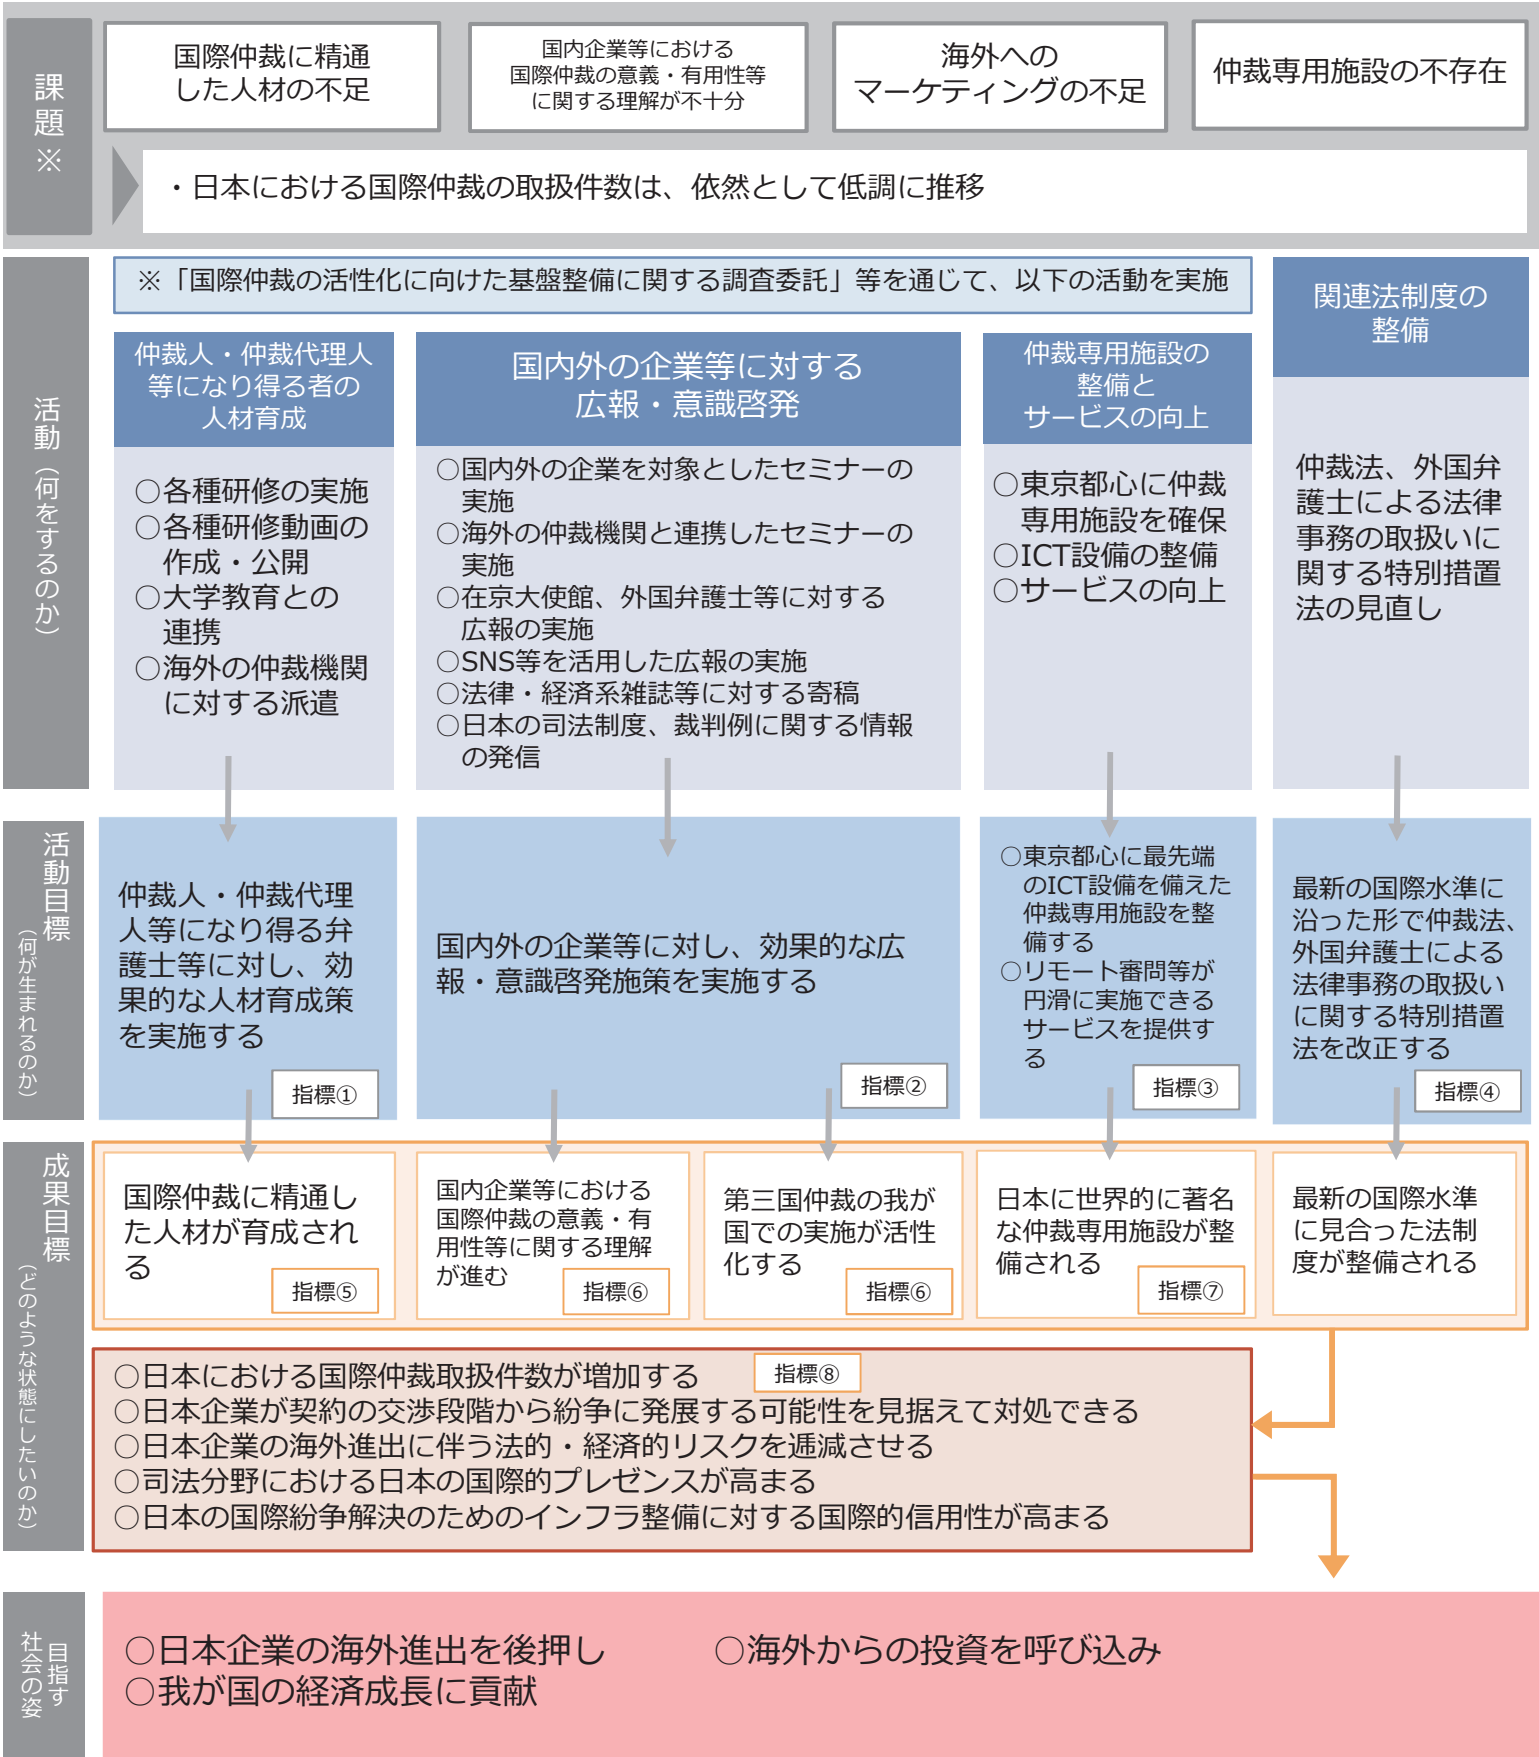 課題※
国際仲裁に精通
した人材の不足
国内企業等における
国際仲裁の意義・有用性等
に関する理解が不十分
海外への
マーケティングの不足
仲裁専用施設の不存在
・日本における国際仲裁の取扱件数は、依然として低調に推移
活動(何をするのか)
※「国際仲裁の活性化に向けた基盤整備に関する調査委託」等を通じて、以下の活動を実施
仲裁人・仲裁代理人
等になり得る者の
人材育成
○各種研修の実施
○各種研修動画の
作成・公開
○大学教育との
連携
○海外の仲裁機関
に対する派遣
国内外の企業等に対する
広報・意識啓発
○国内外の企業を対象としたセミナーの
実施
○海外の仲裁機関と連携したセミナーの
実施
○在京大使館、外国弁護士等に対する
広報の実施
○SNS等を活用した広報の実施
○法律・経済系雑誌等に対する寄稿
○日本の司法制度、裁判例に関する情報
の発信
仲裁専用施設の
整備と
サービスの向上
○東京都心に仲裁
専用施設を確保
○ICT設備の整備
○サービスの向上
関連法制度の
整備
仲裁法、外国弁
護士による法律
事務の取扱いに
関する特別措置
法の見直し
活動目標
(何が生まれるのか)
仲裁人・仲裁代理
人等になり得る弁
護士等に対し、効
果的な人材育成策
を実施する
指標①
国内外の企業等に対し、効果的な広
報・意識啓発施策を実施する
指標②
○東京都心に最先端
のICT設備を備えた
仲裁専用施設を整
備する
○リモート審問等が
円滑に実施できる
サービスを提供す
る
指標③
最新の国際水準に
沿った形で仲裁法、
外国弁護士による
法律事務の取扱い
に関する特別措置
法を改正する
指標④
成果目標
(どのような状態にしたいのか)
国際仲裁に精通し
た人材が育成され
る
指標⑤
国内企業等における
国際仲裁の意義・有
用性等に関する理解
が進む
指標⑥
第三国仲裁の我が
国での実施が活性
化する
指標⑥
日本に世界的に著名
な仲裁専用施設が整
備される
指標⑦
最新の国際水準
に見合った法制
度が整備される
○日本における国際仲裁取扱件数が増加する 指標⑧
○日本企業が契約の交渉段階から紛争に発展する可能性を見据えて対処できる
○日本企業の海外進出に伴う法的・経済的リスクを逓減させる
○司法分野における日本の国際的プレゼンスが高まる
○日本の国際紛争解決のためのインフラ整備に対する国際的信用性が高まる
目指す
社会の姿
○日本企業の海外進出を後押し ○海外からの投資を呼び込み
○我が国の経済成長に貢献